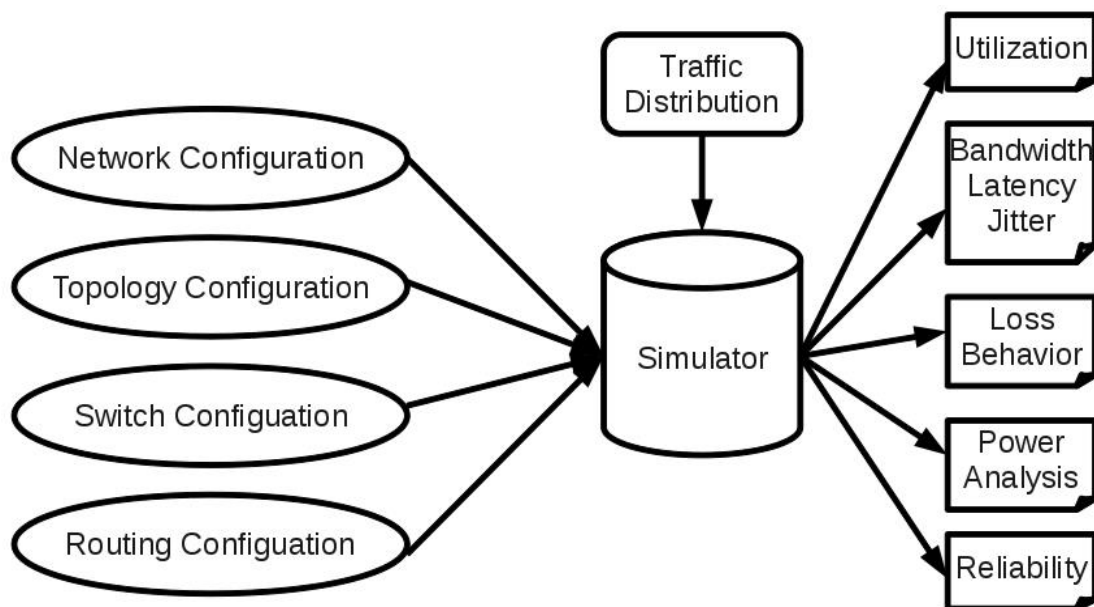 Network Configuration
Topology Configuration
Switch Configuation
Routing Configuation
Traffic
Distribution
Simulator
Utilization
Bandwidth
Latency
Jitter
Loss
Behavior
Power
Analysis
Reliability